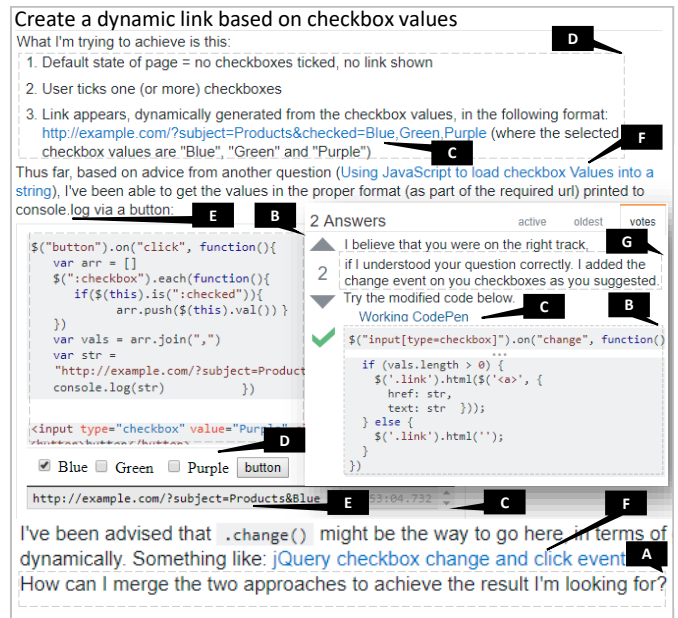 Create a dynamic link based on checkbox values
What I'm trying to achieve is this:
D
1. Default state of page = no checkboxes ticked, no link shown
2. User ticks one (or more) checkboxes
3. Link appears, dynamically generated from the checkbox values, in the following format:
http://example.com/?subject=Products&checked=Blue,Green,Purple (where the selected
F
checkbox values are "Blue", "Green" and "Purple")
C
Thus far, based on advice from another question (Using JavaScript to load checkbox Values into a
string), I've been able to get the values in the proper format (as part of the required url) printed to
console.log via a button:
E
B
$("button").on("click", function(){
var arr = []
$(":checkbox").each(function(){
if($(this).is(":checked")){
arr.push($(this).val()) }
})
var vals = arr.join(",")
var str =
"http://example.com/?subject=Product
console.log(str) })
<input type="checkbox" value="Purp
D
Blue Green Purple button
http://example.com/?subject=Products&Blue 53:04.732
E
C
2 Answers active oldest votes
I believe that you were on the right track,
G
2
if I understood your question correctly. I added the
change event on you checkboxes as you suggested.
Try the modified code below.
C
Working CodePen
B
$("input[type=checkbox]").on("change", function()
...
if (vals.length > 0) {
$('.link').html($('<a>', {
href: str,
text: str }));
} else {
$('.link').html('');
}
})
F
I've been advised that .change() might be the way to go here, in terms of
dynamically. Something like: jQuery checkbox change and click event
A
How can I merge the two approaches to achieve the result I'm looking for?